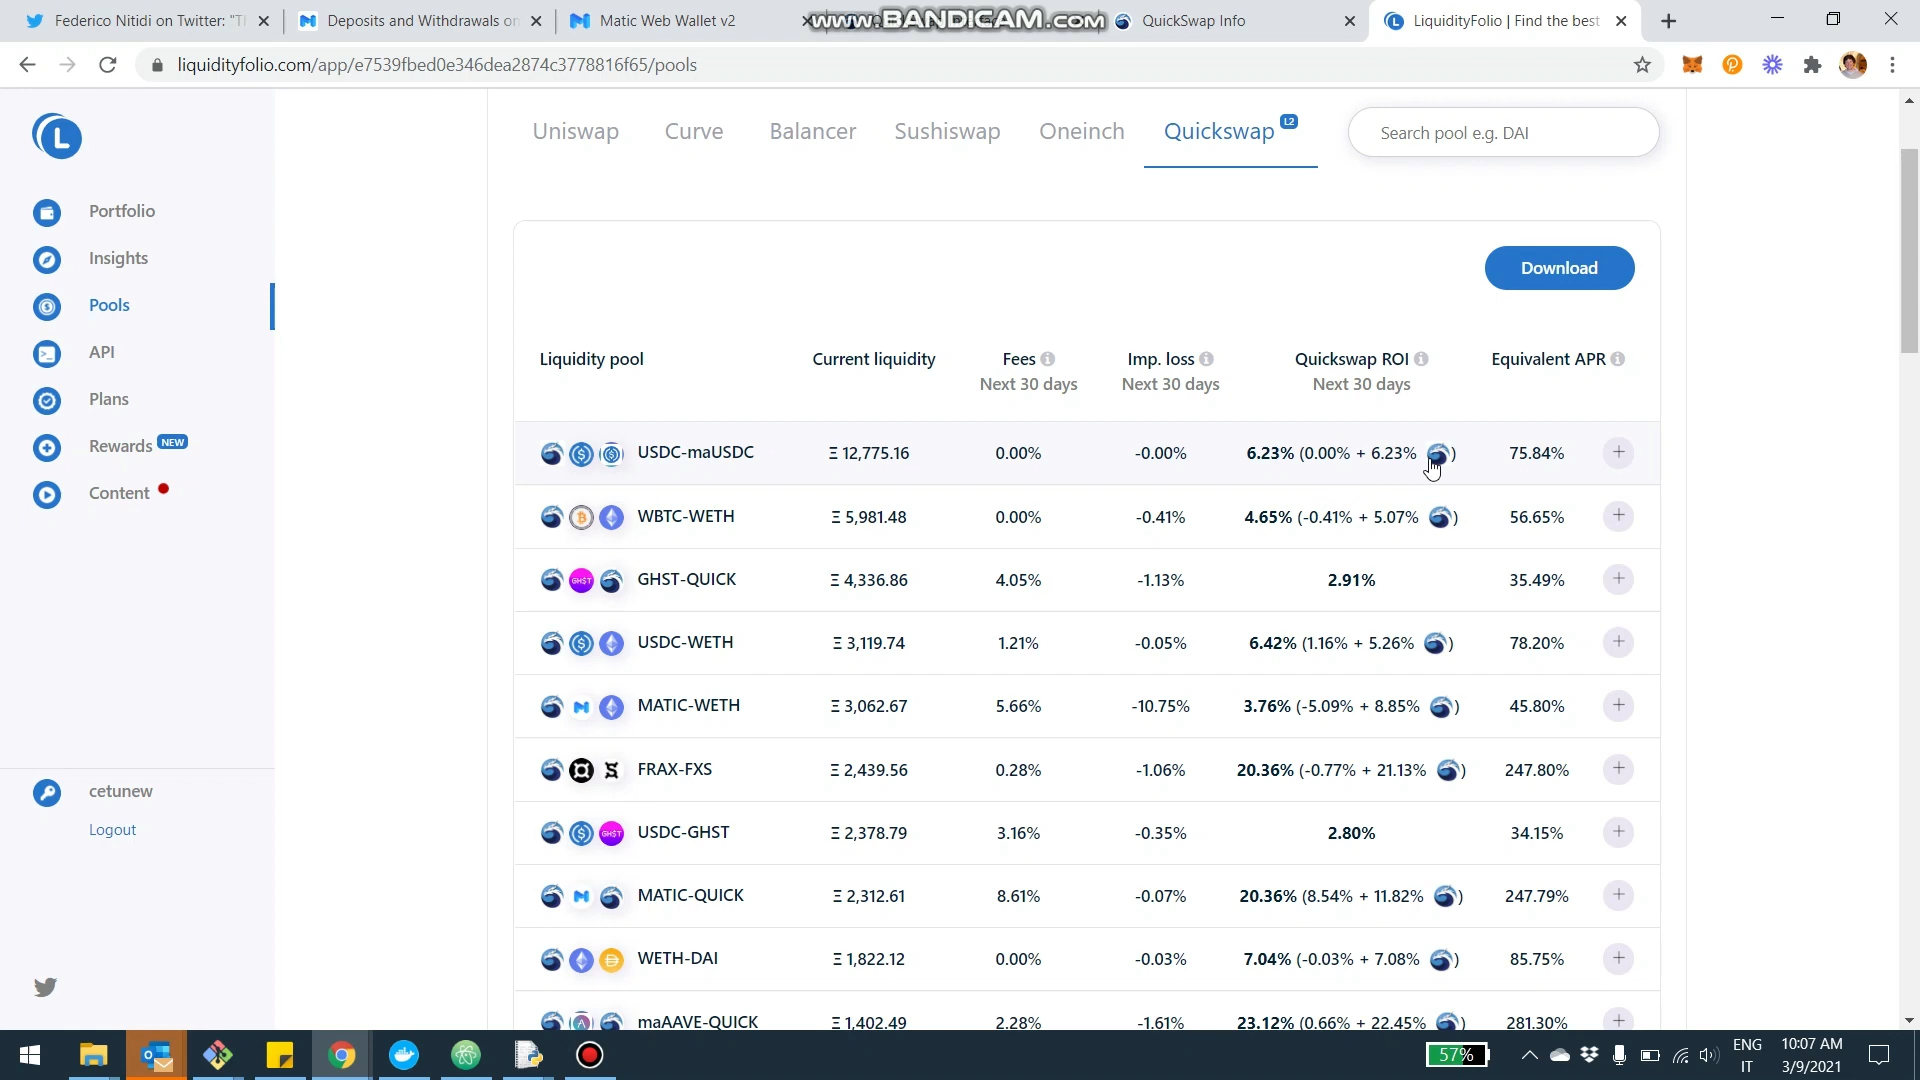 Federico Nitidi on Twitter: "Th
Deposits and Withdrawals on
Matic Web Wallet v2
www.BANDICAM.com
QuickSwap Info
LiquidityFolio | Find the best
liquidityfolio.com/app/e7539fbed0e346dea2874c3778816f65/pools
L
Portfolio
Insights
Pools
API
Plans
Rewards NEW
Content
cetunew
Logout
Uniswap Curve Balancer Sushiswap Oneinch Quickswap L2
Search pool e.g. DAI
Download
Liquidity pool Current liquidity Fees Imp. loss Quickswap ROI Equivalent APR
Next 30 days Next 30 days Next 30 days
USDC-maUSDC Ξ 12,775.16 0.00% -0.00% 6.23% (0.00% + 6.23% ) 75.84% +
WBTC-WETH Ξ 5,981.48 0.00% -0.41% 4.65% (-0.41% + 5.07% ) 56.65% +
GHST-QUICK Ξ 4,336.86 4.05% -1.13% 2.91% 35.49% +
USDC-WETH Ξ 3,119.74 1.21% -0.05% 6.42% (1.16% + 5.26% ) 78.20% +
MATIC-WETH Ξ 3,062.67 5.66% -10.75% 3.76% (-5.09% + 8.85% ) 45.80% +
FRAX-FXS Ξ 2,439.56 0.28% -1.06% 20.36% (-0.77% + 21.13% ) 247.80% +
USDC-GHST Ξ 2,378.79 3.16% -0.35% 2.80% 34.15% +
MATIC-QUICK Ξ 2,312.61 8.61% -0.07% 20.36% (8.54% + 11.82% ) 247.79% +
WETH-DAI Ξ 1,822.12 0.00% -0.03% 7.04% (-0.03% + 7.08% ) 85.75% +
maAAVE-QUICK Ξ 1,402.49 2.28% -1.61% 23.12% (0.66% + 22.45% ) 281.30% +
57%
ENG
IT
10:07 AM
3/9/2021